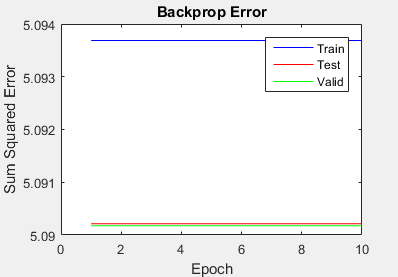 Backprop Error
5.094
5.093
5.092
5.091
5.09
Sum Squared Error
Train
Test
Valid
0 2 4 6 8 10
Epoch